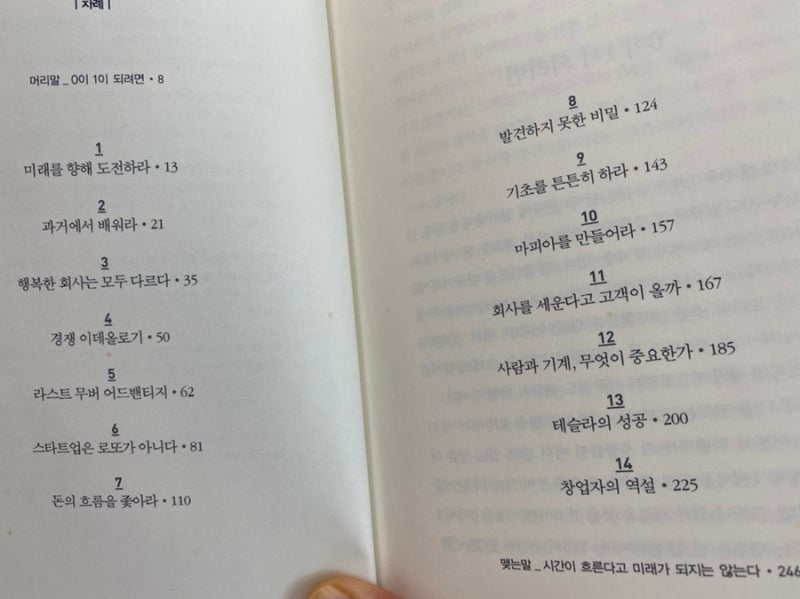 | 차례 |
머리말_0이 1이 되려면 • 8
1
미래를 향해 도전하라 • 13
2
과거에서 배워라 • 21
3
행복한 회사는 모두 다르다 • 35
4
경쟁 이데올로기 • 50
5
라스트 무버 어드밴티지 • 62
6
스타트업은 로또가 아니다 • 81
7
돈의 흐름을 좇아라 • 110
8
발견하지 못한 비밀 • 124
9
기초를 튼튼히 하라 • 143
10
마피아를 만들어라 • 157
11
회사를 세운다고 고객이 올까 • 167
12
사람과 기계, 무엇이 중요한가 • 185
13
테슬라의 성공 • 200
14
창업자의 역설 • 225
맺는말_시간이 흐른다고 미래가 되지는 않는다 • 246